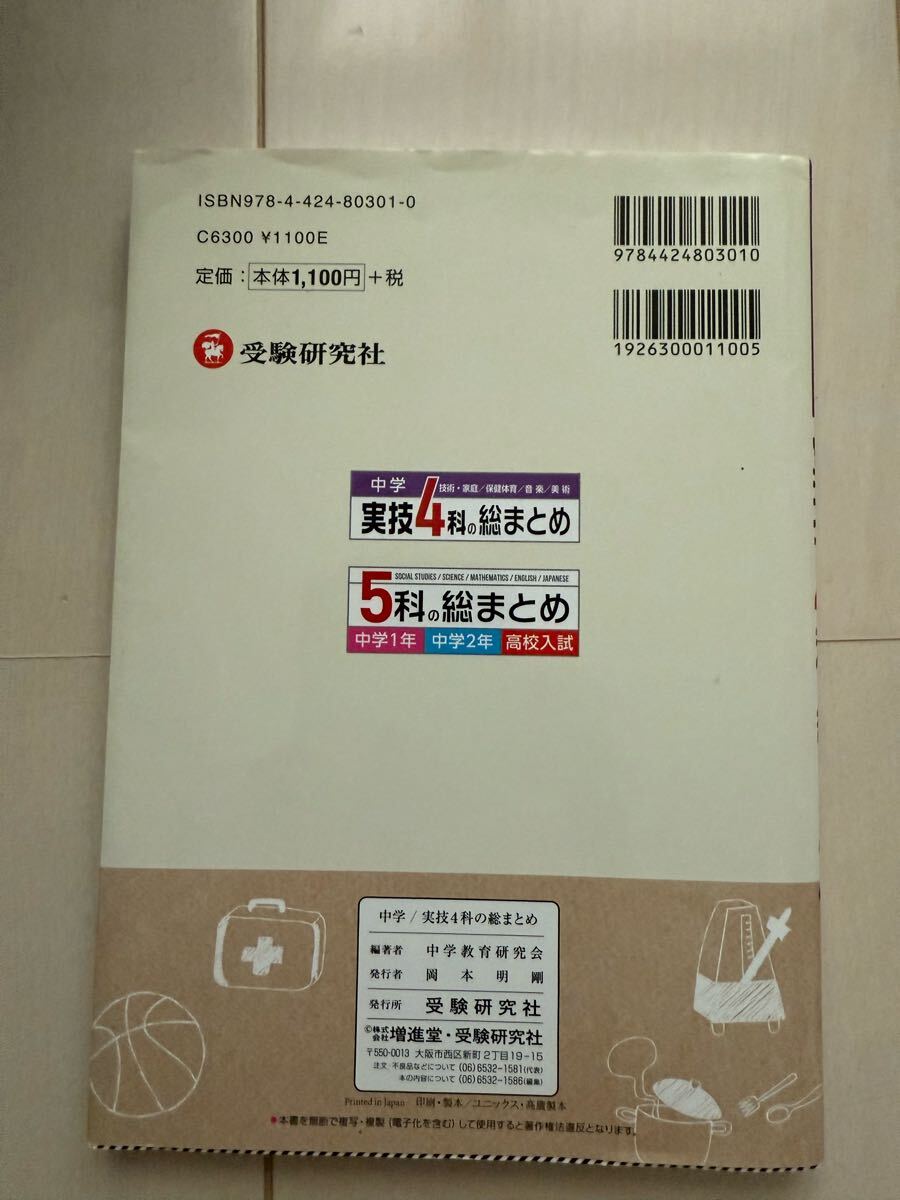 ISBN978-4-424-80301-0
C6300 ¥1100E
定価：本体1,100円＋税
9784424803010
1926300011005
受験研究社
中学 技術・家庭／保健体育／音楽／美術
実技4科の総まとめ
SOCIAL STUDIES / SCIENCE / MATHEMATICS / ENGLISH / JAPANESE
5科の総まとめ
中学1年 中学2年 高校入試
中学／実技4科の総まとめ
編著者 中学教育研究会
発行者 岡本明剛
発行所 受験研究社
©株式会社増進堂・受験研究社
〒550-0013 大阪市西区新町2丁目19-15
注文・不良品などについて (06)6532-1581(代表)
本の内容について (06)6532-1586(編集)
Printed in Japan 印刷・製本／ユニックス・高廣製本
●本書を無断で複写・複製（電子化を含む）して使用すると著作権法違反となります。